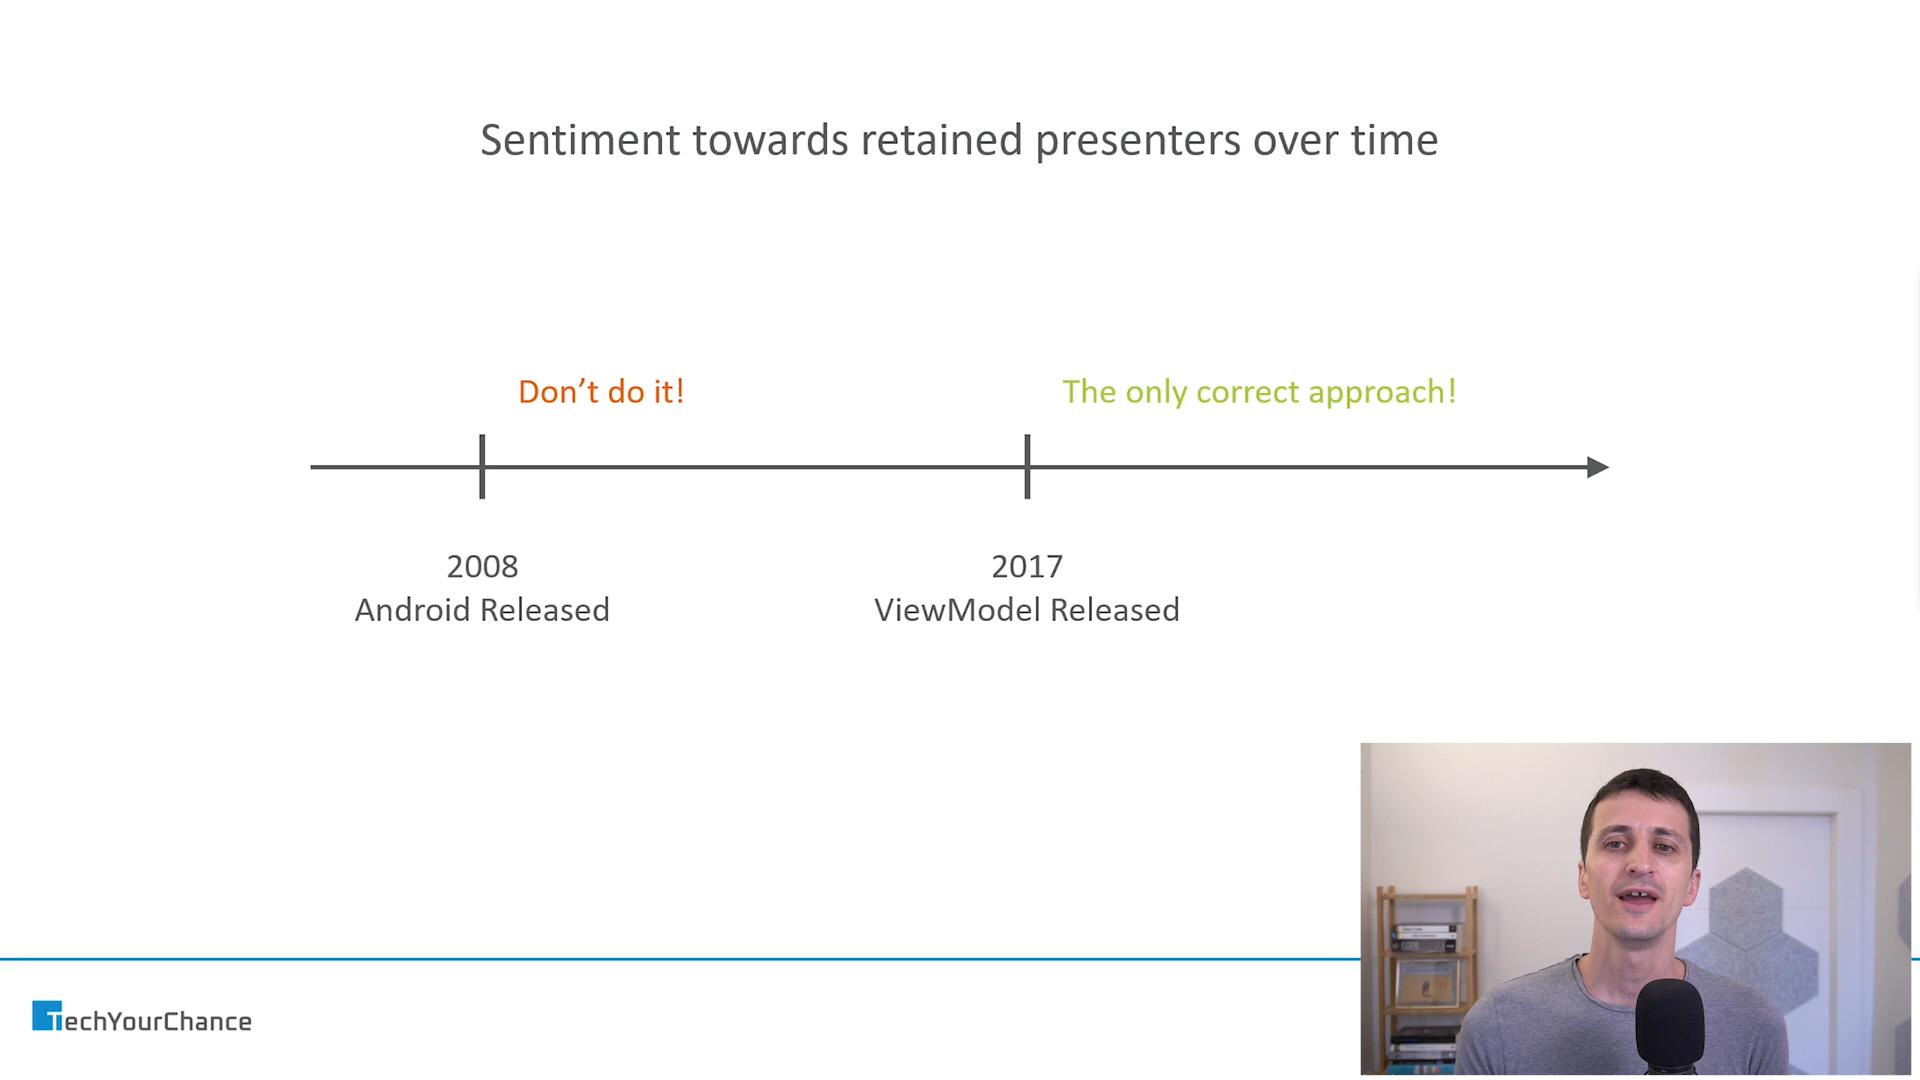 Sentiment towards retained presenters over time
Don’t do it!
The only correct approach!
2008
Android Released
2017
ViewModel Released
TechYourChance
CODE